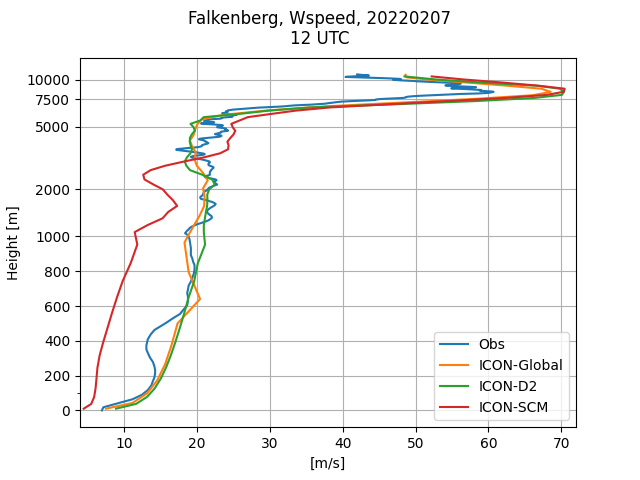 Falkenberg, Wspeed, 20220207
12 UTC
10000
7500
5000
2000
1000
800
600
400
200
0
Height [m]
Obs
ICON-Global
ICON-D2
ICON-SCM
10 20 30 40 50 60 70
[m/s]